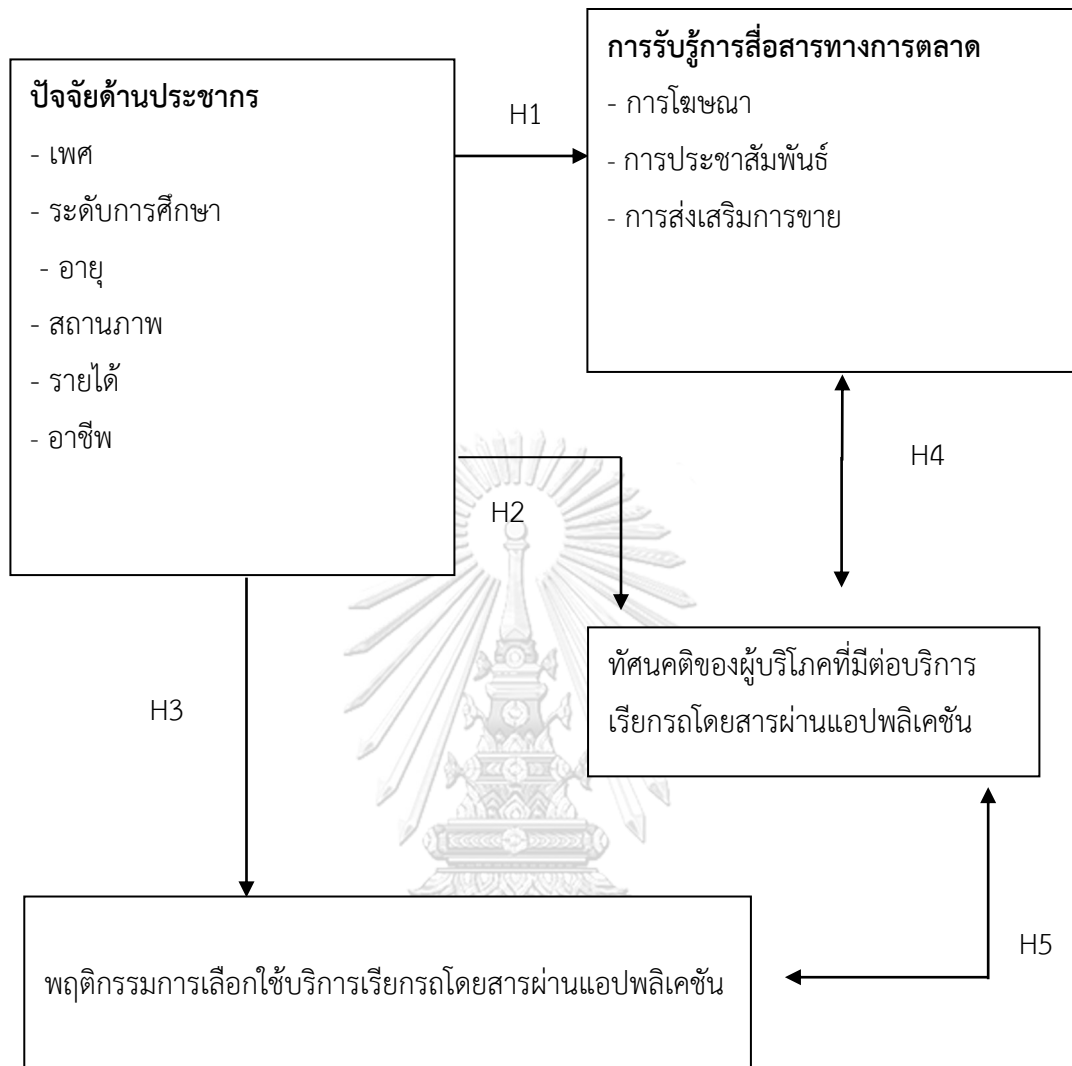 ปัจจัยด้านประชากร
- เพศ
- ระดับการศึกษา
- อายุ
- สถานภาพ
- รายได้
- อาชีพ
H1
การรับรู้การสื่อสารทางการตลาด
- การโฆษณา
- การประชาสัมพันธ์
- การส่งเสริมการขาย
H4
H2
ทัศนคติของผู้บริโภคที่มีต่อบริการ
เรียกรถโดยสารผ่านแอปพลิเคชัน
H3
H5
พฤติกรรมการเลือกใช้บริการเรียกรถโดยสารผ่านแอปพลิเคชัน